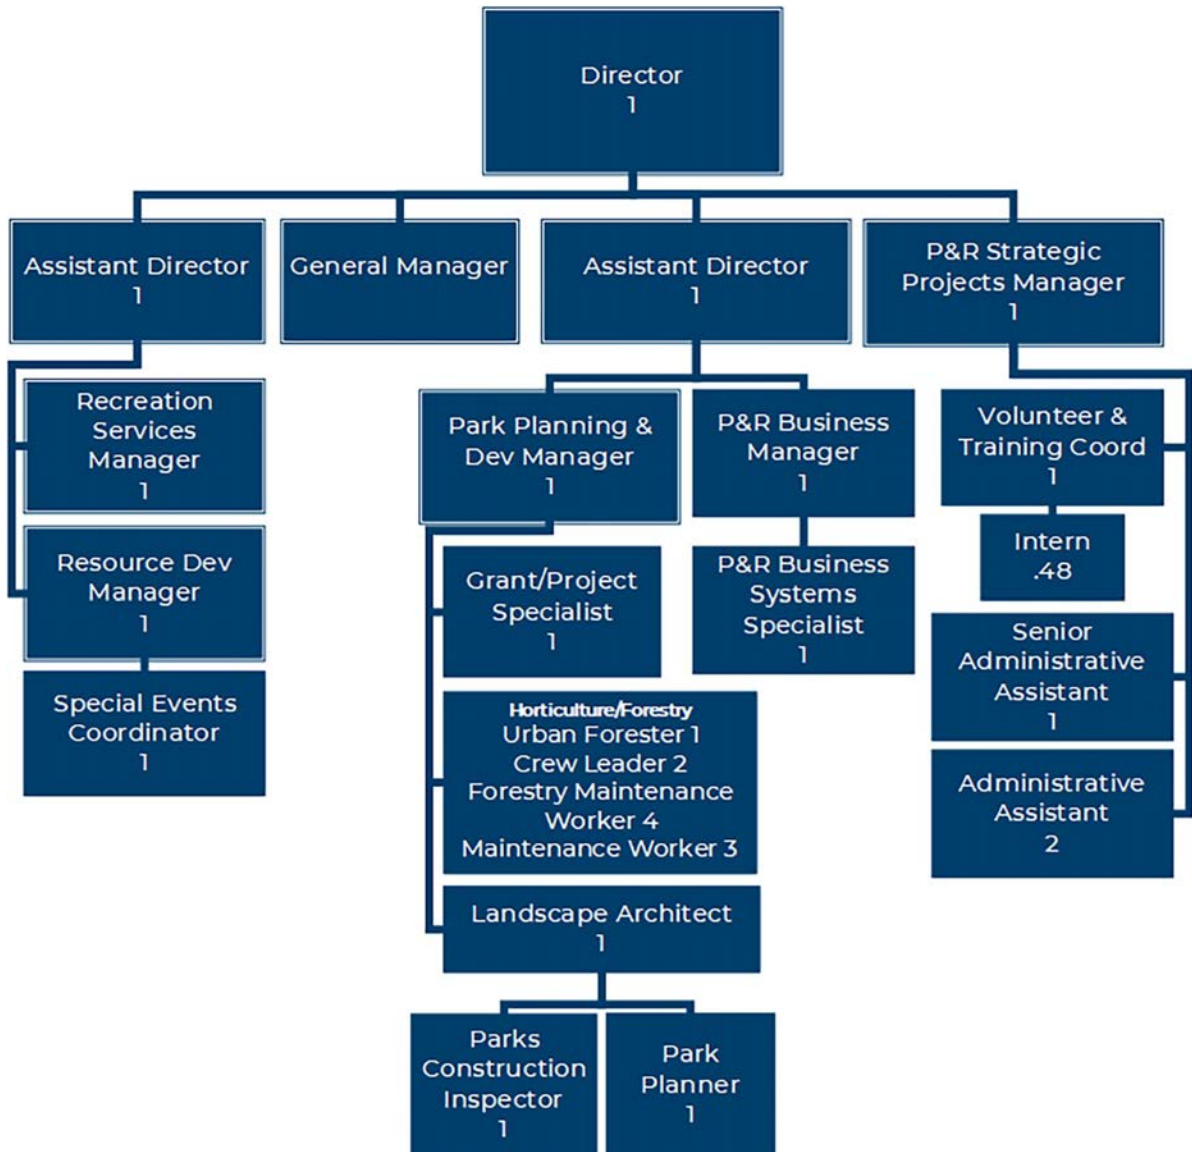 Director
1
Assistant Director
1
General Manager
Assistant Director
1
P&R Strategic
Projects Manager
1
Recreation
Services
Manager
1
Resource Dev
Manager
1
Special Events
Coordinator
1
Park Planning &
Dev Manager
1
Grant/Project
Specialist
1
Horticulture/Forestry
Urban Forester 1
Crew Leader 2
Forestry Maintenance
Worker 4
Maintenance Worker 3
Landscape Architect
1
Parks
Construction
Inspector
1
Park
Planner
1
P&R Business
Manager
1
P&R Business
Systems
Specialist
1
Volunteer &
Training Coord
1
Intern
.48
Senior
Administrative
Assistant
1
Administrative
Assistant
2